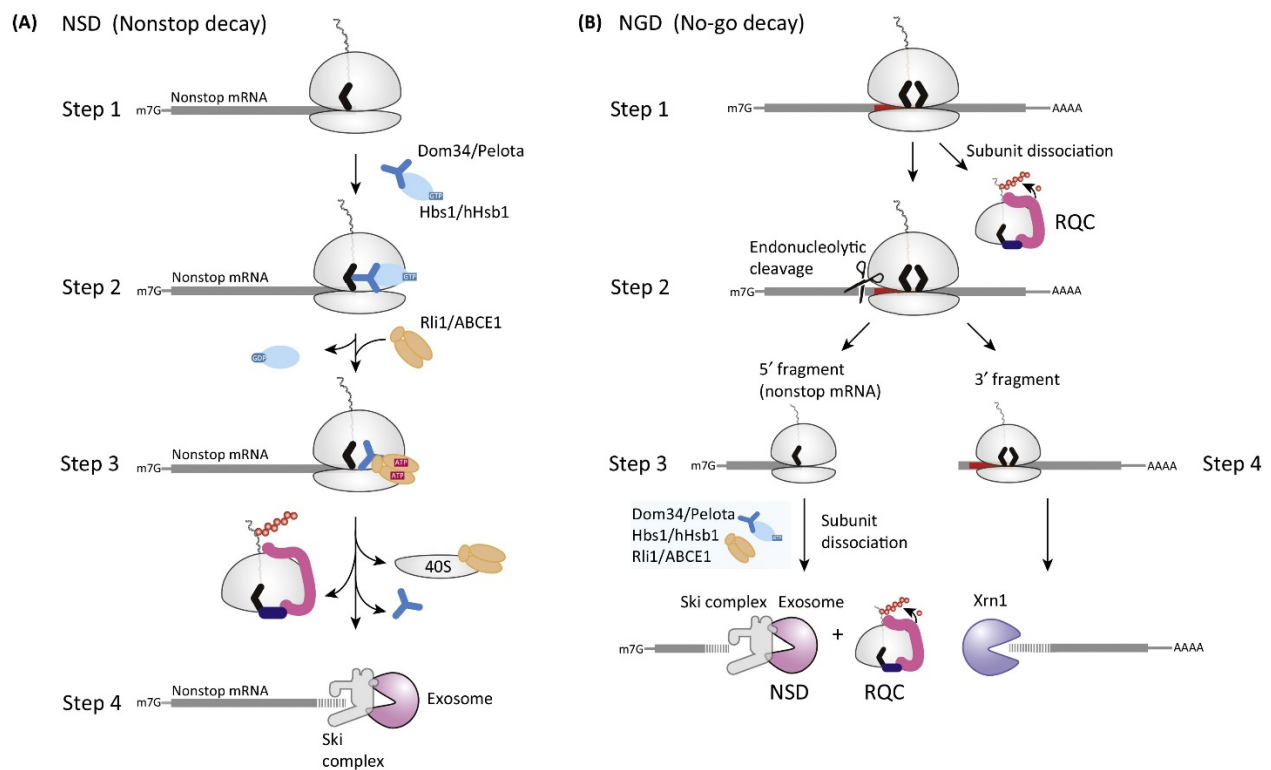 (A) NSD (Nonstop decay)
Step 1
Nonstop mRNA
m7G
Dom34/Pelota
GTP
Hbs1/hHsb1
Step 2
Nonstop mRNA
m7G
GTP
Rli1/ABCE1
GDP
Step 3
Nonstop mRNA
m7G
ATP
ATP
40S
Step 4
Nonstop mRNA
m7G
Exosome
Ski
complex
(B) NGD (No-go decay)
Step 1
m7G
AAAA
Subunit dissociation
RQC
Endonucleolytic
cleavage
Step 2
m7G
AAAA
5′ fragment
(nonstop mRNA)
3′ fragment
Step 3
m7G
AAAA
Step 4
Dom34/Pelota
Hbs1/hHsb1
Rli1/ABCE1
Subunit
dissociation
Ski complex
Exosome
Xrn1
m7G
+
AAAA
NSD
RQC